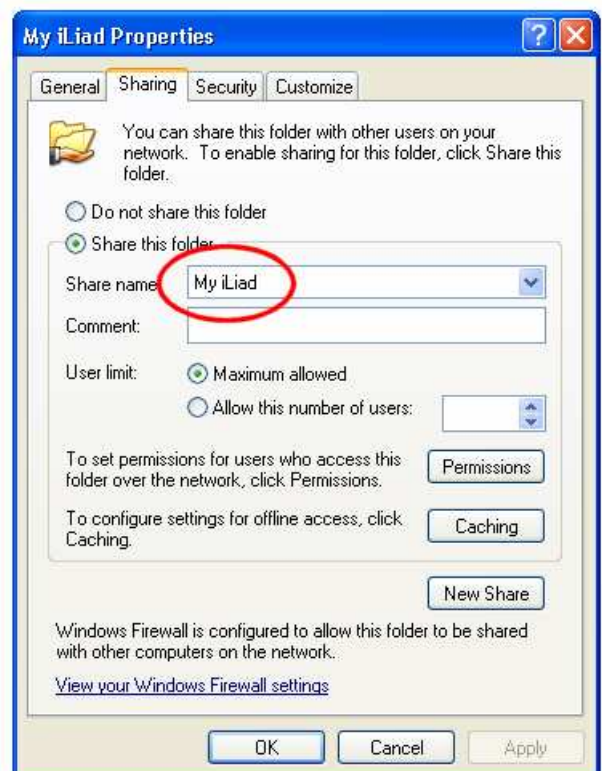 My iLiad Properties
General Sharing Security Customize
You can share this folder with other users on your
network. To enable sharing for this folder, click Share this
folder.
Do not share this folder
Share this folder
Share name
My iLiad
Comment:
User limit:
Maximum allowed
Allow this number of users:
To set permissions for users who access this
folder over the network, click Permissions.
Permissions
To configure settings for offline access, click
Caching.
Caching
New Share
Windows Firewall is configured to allow this folder to be shared
with other computers on the network.
View your Windows Firewall settings
OK Cancel Apply